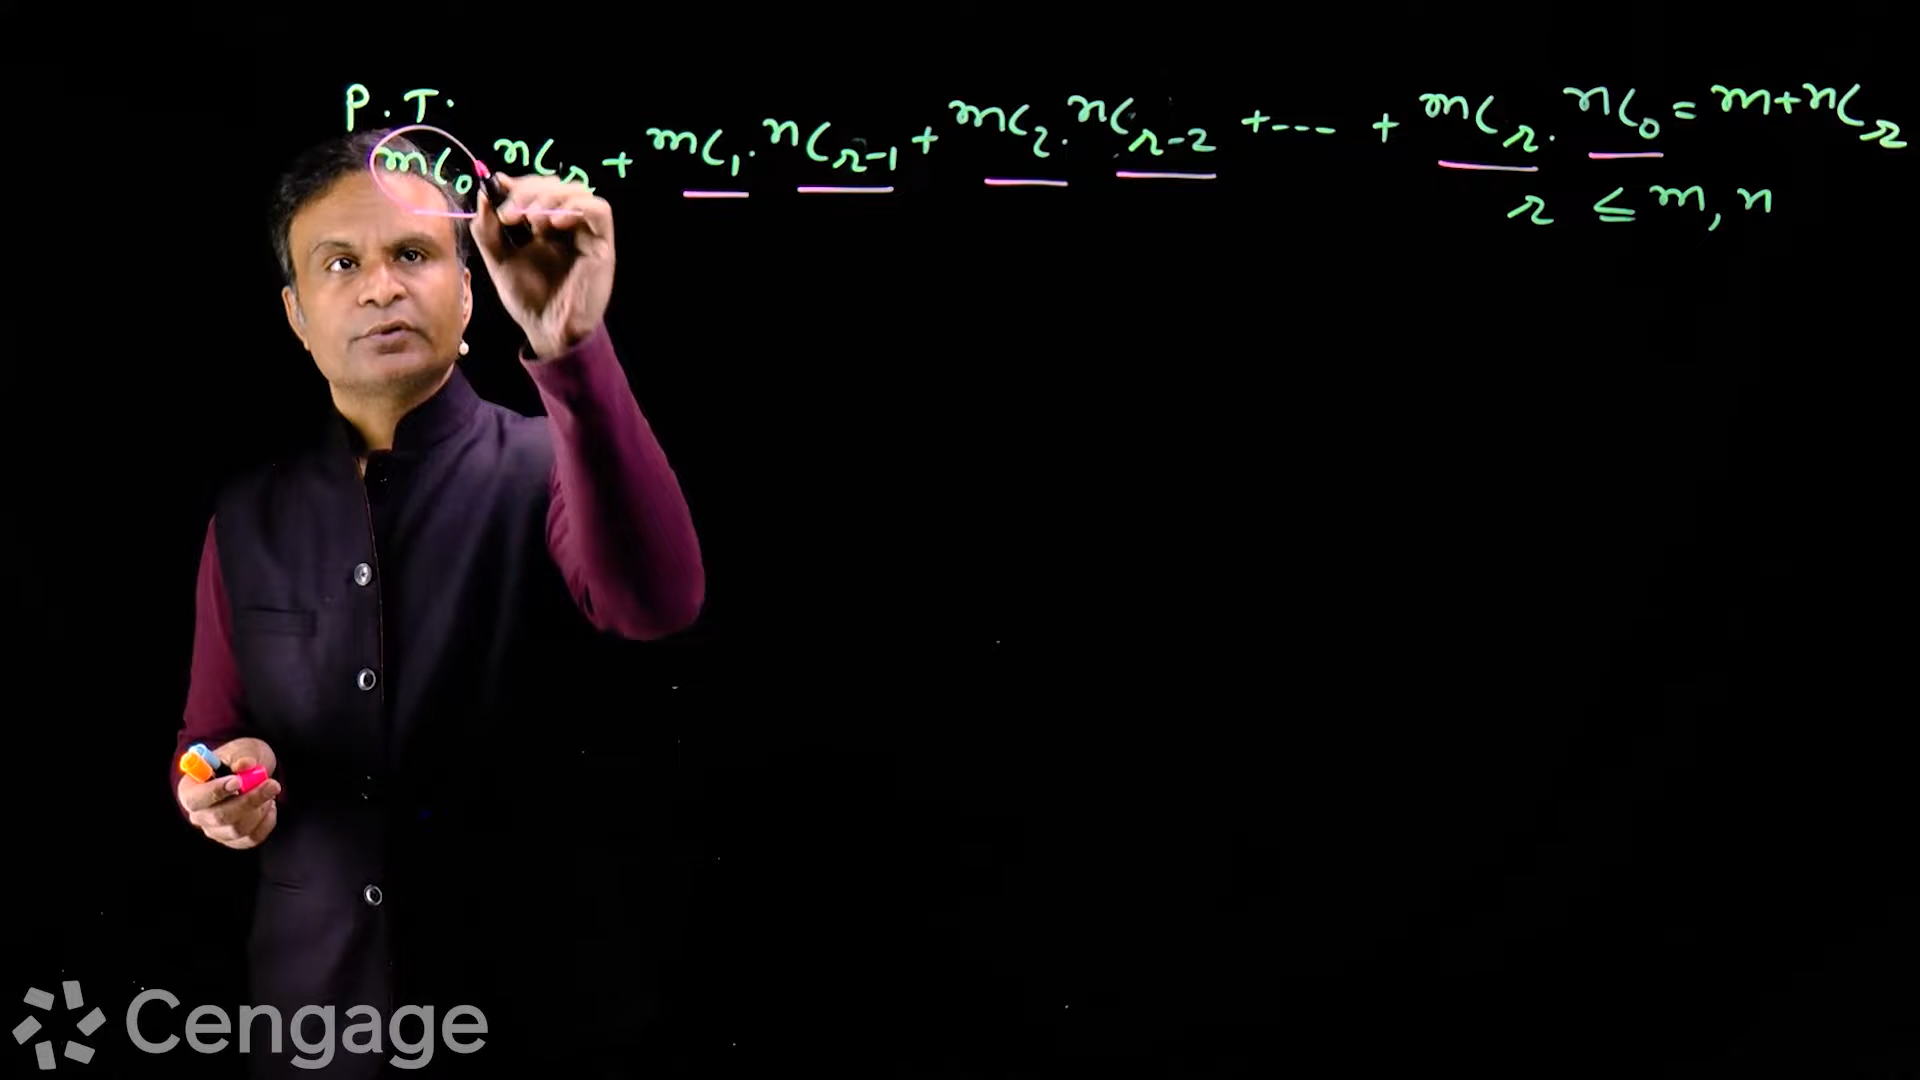 P.T.
mC₀ nCᵣ + mC₁ · nCᵣ₋₁ + mC₂ · nCᵣ₋₂ + ---- + mCᵣ · nC₀ = m+nCᵣ
r ≤ m, n
Cengage